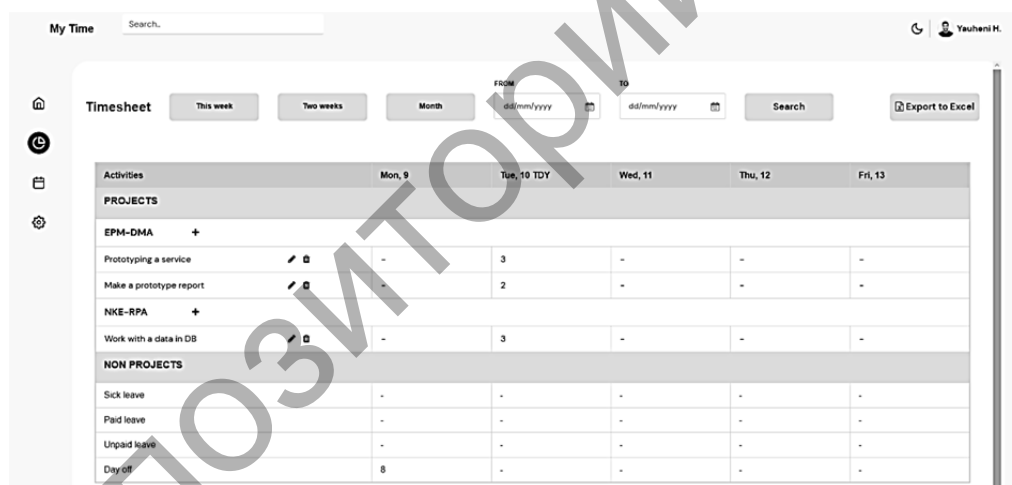 My Time Search.. Yauheni H.
FROM TO
Timesheet This week Two weeks Month dd/mm/yyyy dd/mm/yyyy Search Export to Excel
Activities Mon, 9 Tue, 10 TDY Wed, 11 Thu, 12 Fri, 13
PROJECTS
EPM-DMA +
Prototyping a service - 3 - - -
Make a prototype report - 2 - - -
NKE-RPA +
Work with a data in DB - 3 - - -
NON PROJECTS
Sick leave - - - - -
Paid leave - - - - -
Unpaid leave - - - - -
Day off 8 - - - -
ПОЗИТОРИ